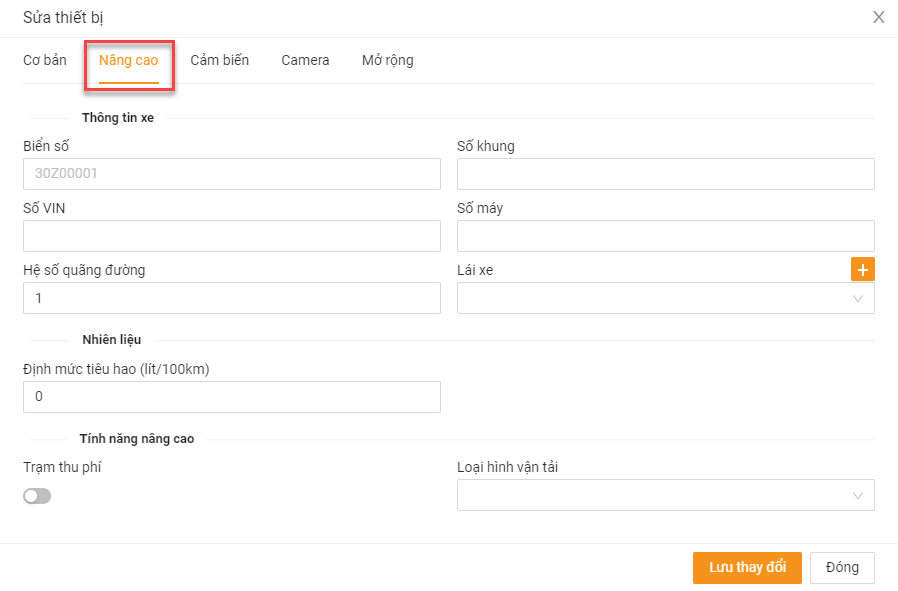 Sửa thiết bị
Cơ bản Nâng cao Cảm biến Camera Mở rộng
Thông tin xe
Biển số Số khung
30Z00001
Số VIN Số máy
Hệ số quãng đường Lái xe
1
Nhiên liệu
Định mức tiêu hao (lít/100km)
0
Tính năng nâng cao
Trạm thu phí Loại hình vận tải
Lưu thay đổi Đóng